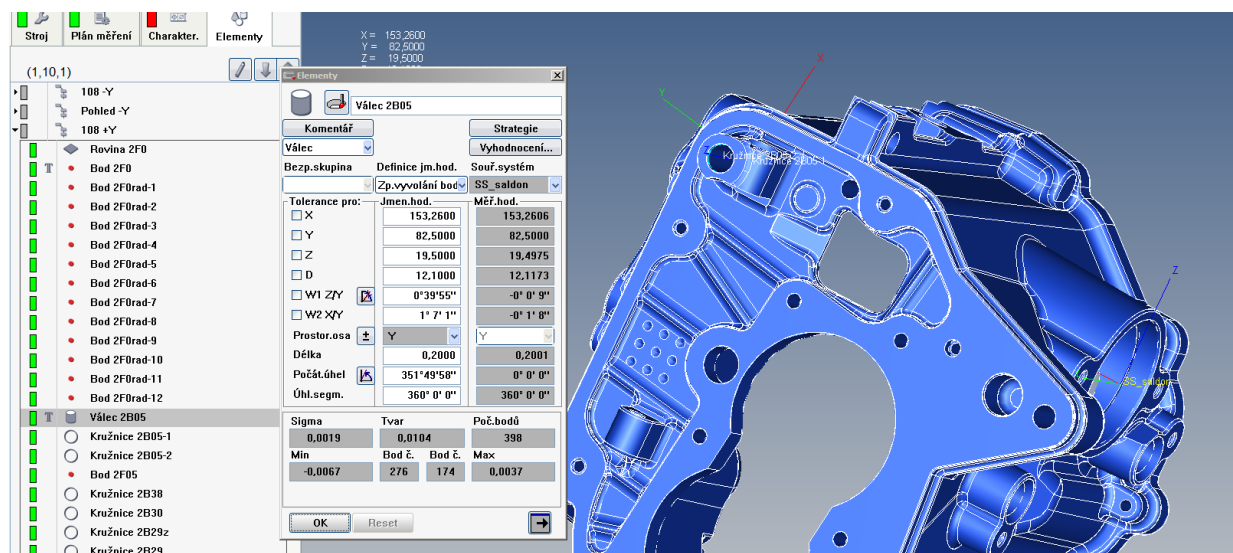 Stroj Plán měření Charakter. Elementy
(1,10,1)
108 -Y
Pohled -Y
108 +Y
Rovina 2F0
T Bod 2F0
Bod 2F0rad-1
Bod 2F0rad-2
Bod 2F0rad-3
Bod 2F0rad-4
Bod 2F0rad-5
Bod 2F0rad-6
Bod 2F0rad-7
Bod 2F0rad-8
Bod 2F0rad-9
Bod 2F0rad-10
Bod 2F0rad-11
Bod 2F0rad-12
T Válec 2B05
Kružnice 2B05-1
Kružnice 2B05-2
Bod 2F05
Kružnice 2B38
Kružnice 2B30
Kružnice 2B29z
Kružnice 2B29
X = 153,2600
Y = 82,5000
Z = 19,5000
Elementy
Válec 2B05
Komentář Strategie
Válec Vyhodnocení...
Bezp.skupina Definice jm.hod. Souř.systém
Zp.vyvolání bod SS_saldon
Tolerance pro: Jmen.hod. Měř.hod.
X 153,2600 153,2606
Y 82,5000 82,5000
Z 19,5000 19,4975
D 12,1000 12,1173
W1 Z/Y 0°39'55'' -0° 0' 9''
W2 X/Y 1° 7' 1'' -0° 1' 8''
Prostor.osa ± Y Y
Délka 0,2000 0,2001
Počát.úhel 351°49'58'' 0° 0' 0''
Úhl.segm. 360° 0' 0'' 360° 0' 0''
Sigma Tvar Poč.bodů
0,0019 0,0104 398
Min Bod č. Bod č. Max
-0,0067 276 174 0,0037
OK Reset
X
Y
Z
Kružnice 2B05-1
Z
SS_saldon